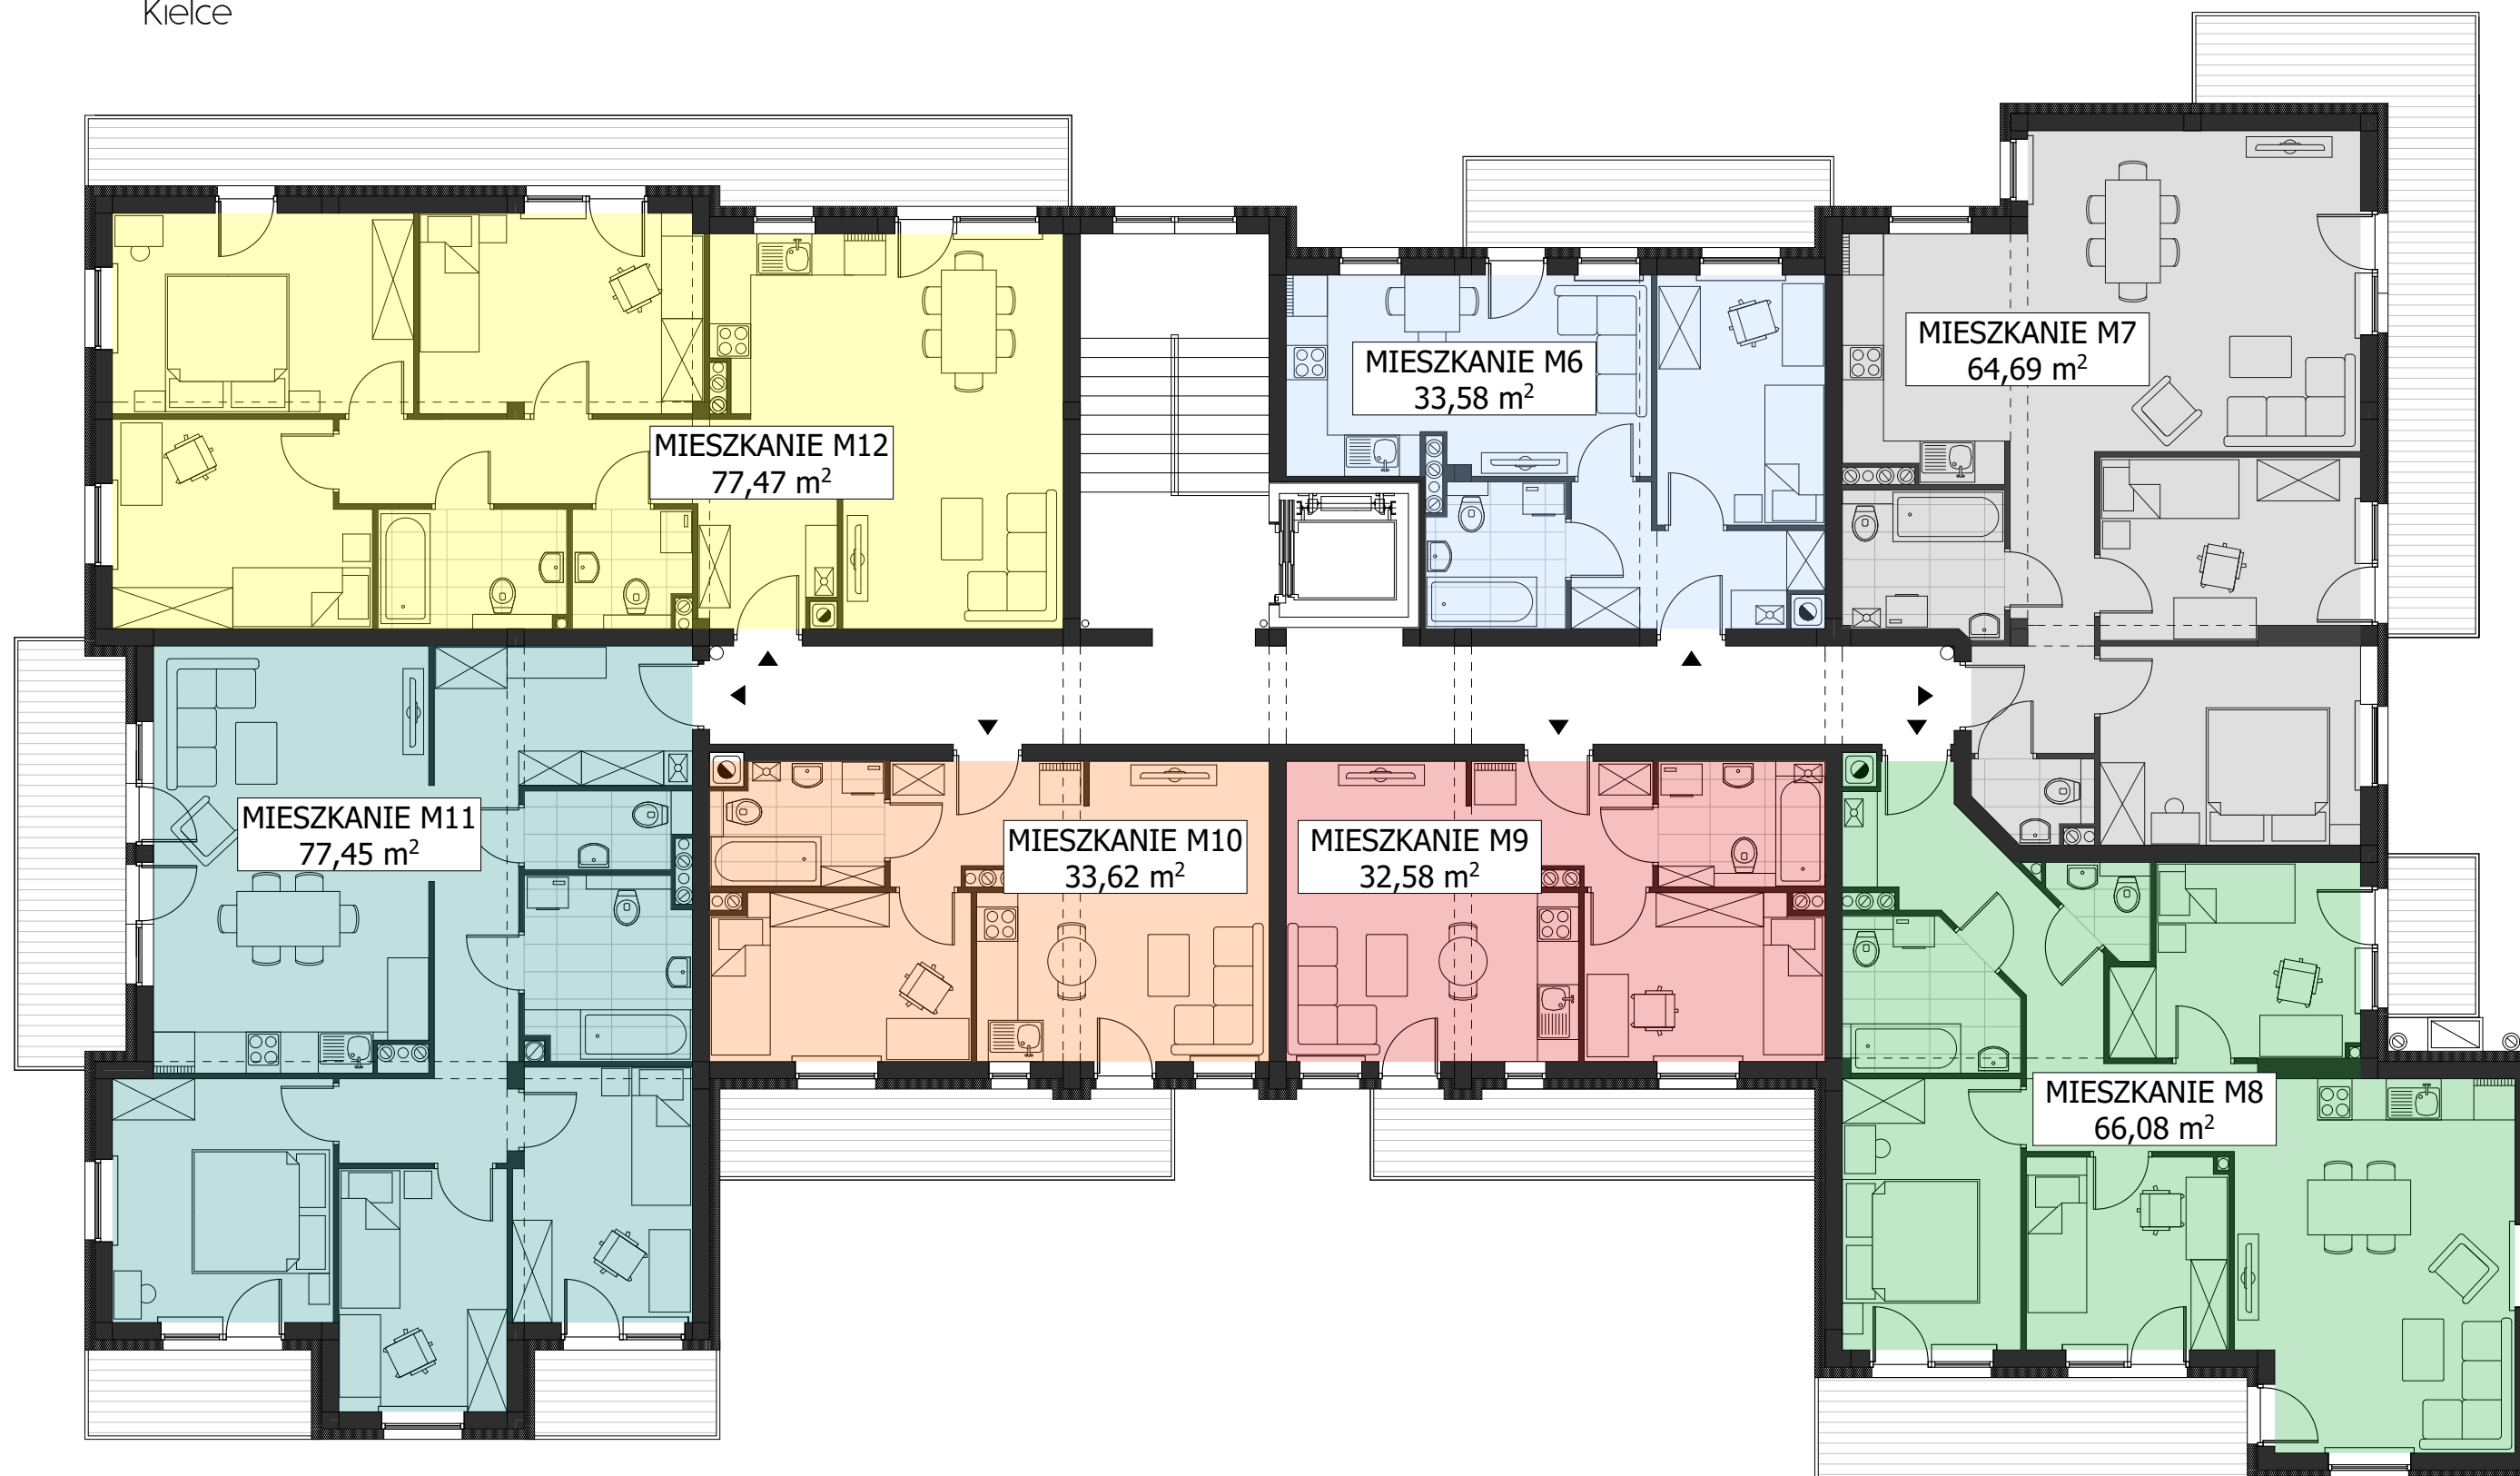 Kielce
MIESZKANIE M12
77,47 m²
MIESZKANIE M6
33,58 m²
MIESZKANIE M7
64,69 m²
MIESZKANIE M11
77,45 m²
MIESZKANIE M10
33,62 m²
MIESZKANIE M9
32,58 m²
MIESZKANIE M8
66,08 m²